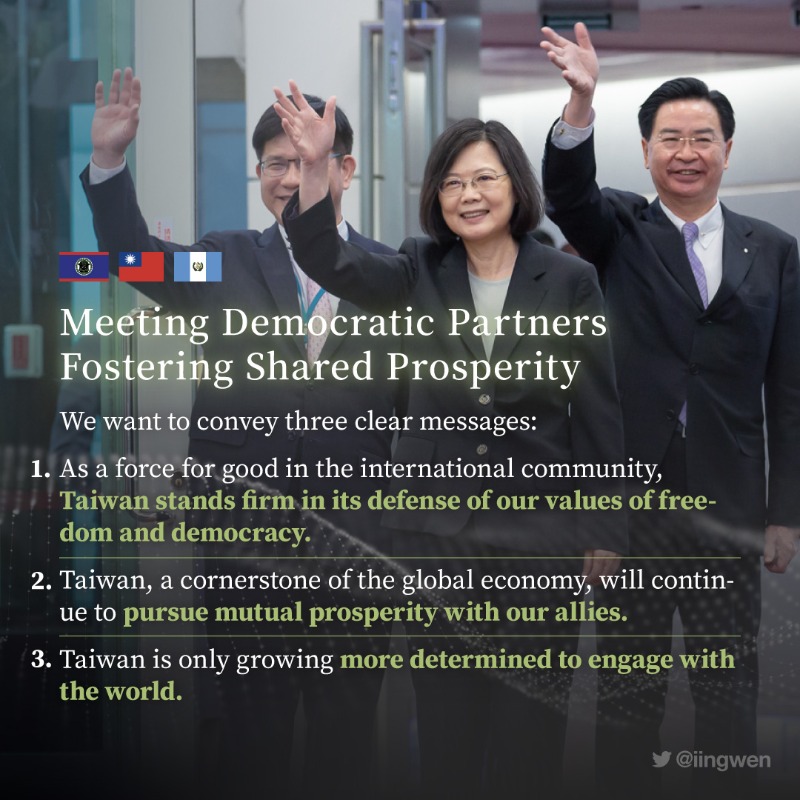 Meeting Democratic Partners
Fostering Shared Prosperity
We want to convey three clear messages:
1. As a force for good in the international community,
Taiwan stands firm in its defense of our values of free-
dom and democracy.
2. Taiwan, a cornerstone of the global economy, will contin-
ue to pursue mutual prosperity with our allies.
3. Taiwan is only growing more determined to engage with
the world.
@iingwen